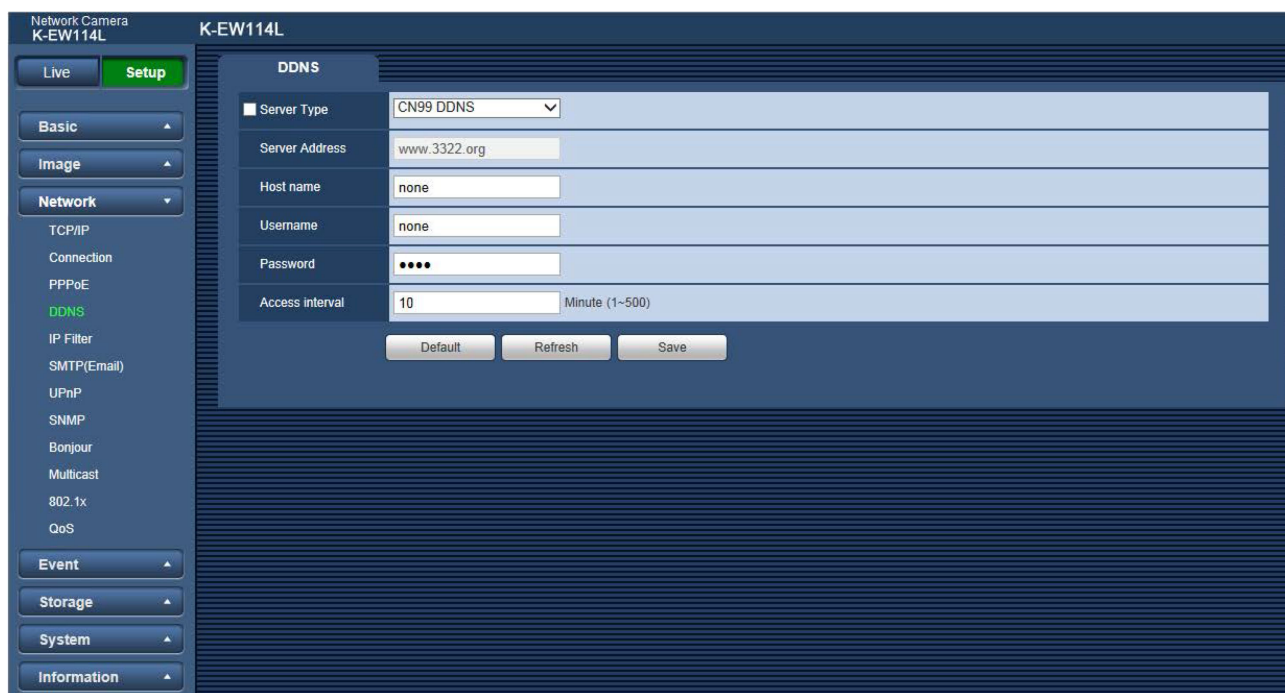 Network Camera
K-EW114L
K-EW114L
Live
Setup
Basic
Image
Network
TCP/IP
Connection
PPPoE
DDNS
IP Filter
SMTP(Email)
UPnP
SNMP
Bonjour
Multicast
802.1x
QoS
Event
Storage
System
Information
DDNS
Server Type CN99 DDNS
Server Address www.3322.org
Host name none
Username none
Password ••••
Access interval 10 Minute (1~500)
Default Refresh Save